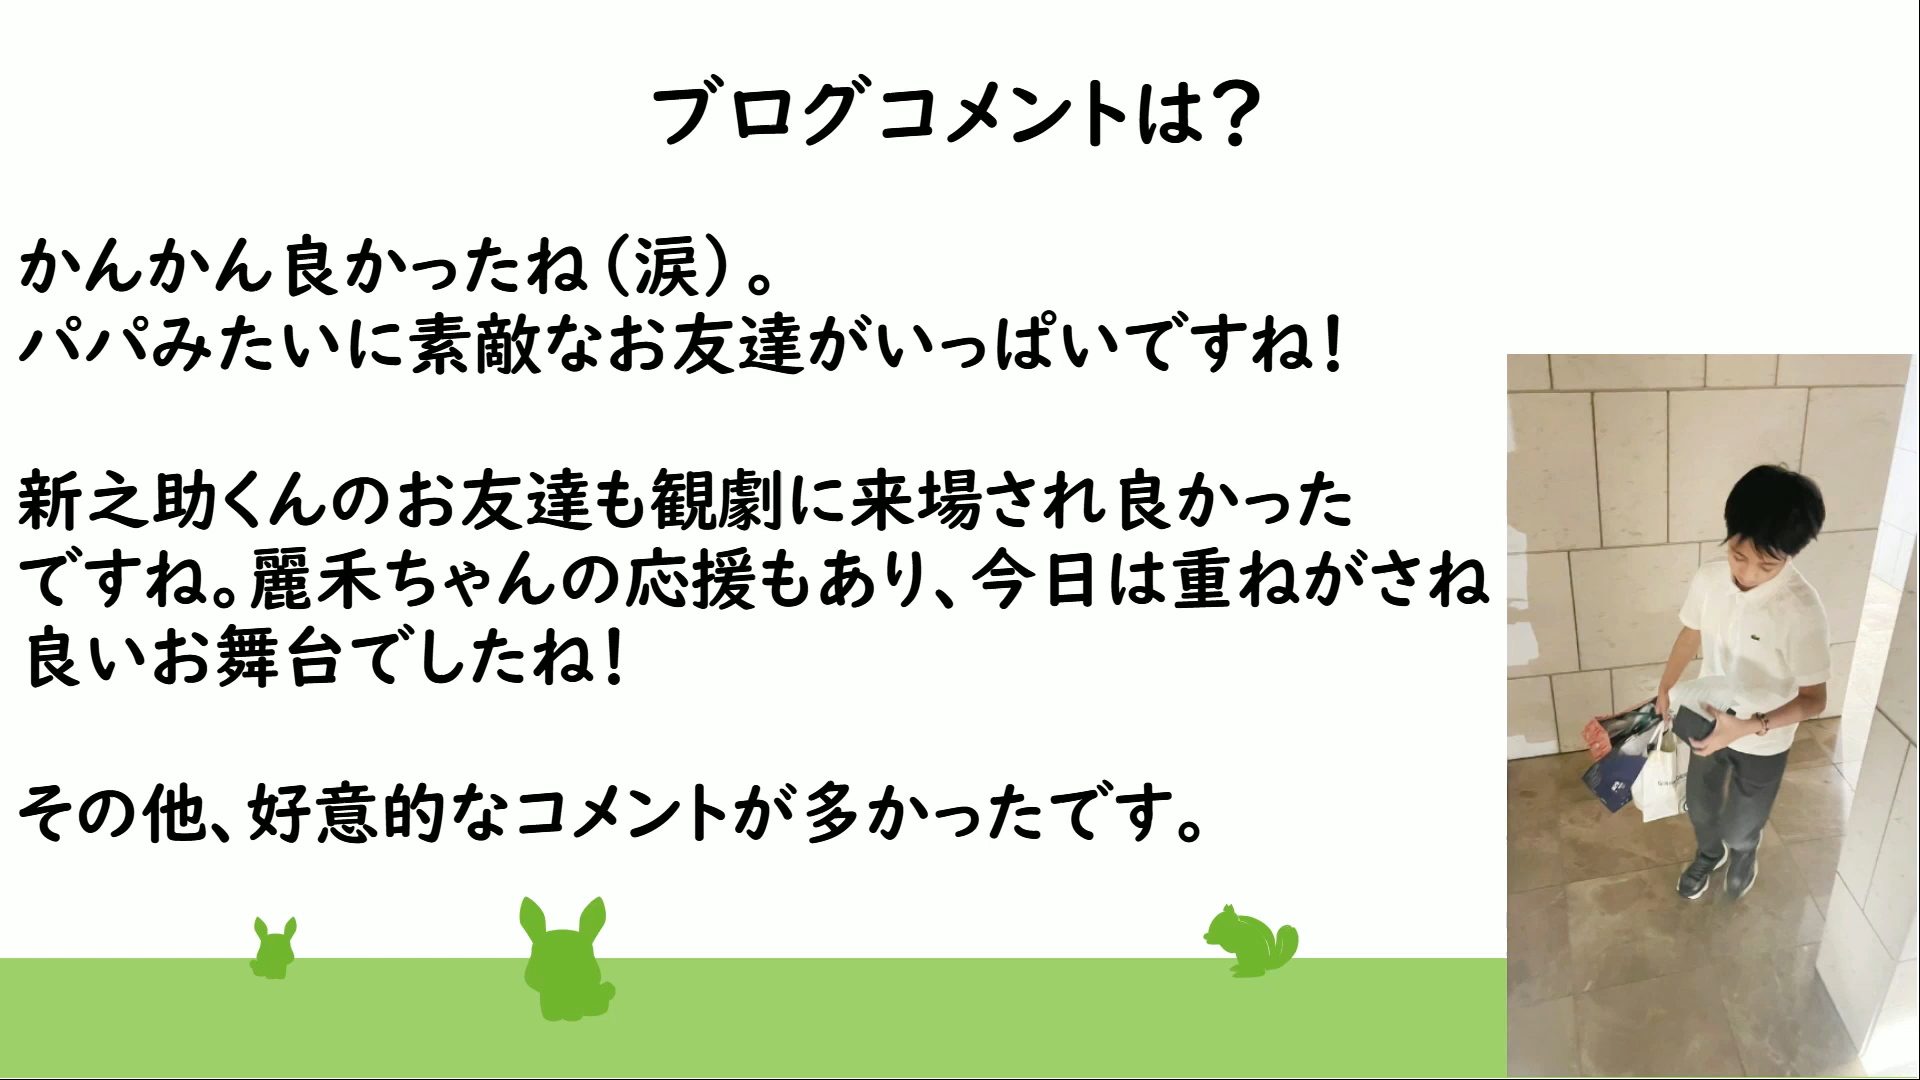 ブログコメントは？
かんかん良かったね（涙）。
パパみたいに素敵なお友達がいっぱいですね！
新之助くんのお友達も観劇に来場され良かった
ですね。麗禾ちゃんの応援もあり、今日は重ねがさね
良いお舞台でしたね！
その他、好意的なコメントが多かったです。